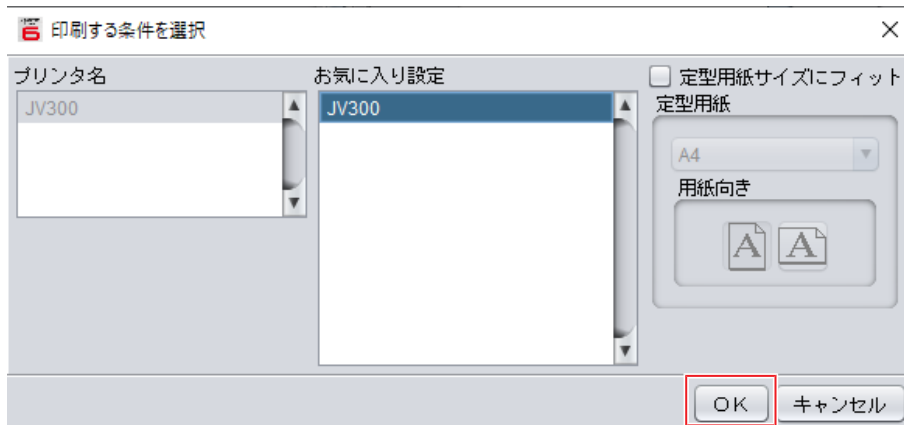 印刷する条件を選択
プリンタ名
JV300
お気に入り設定
JV300
定型用紙サイズにフィット
定型用紙
A4
用紙向き
A A
OK
キャンセル